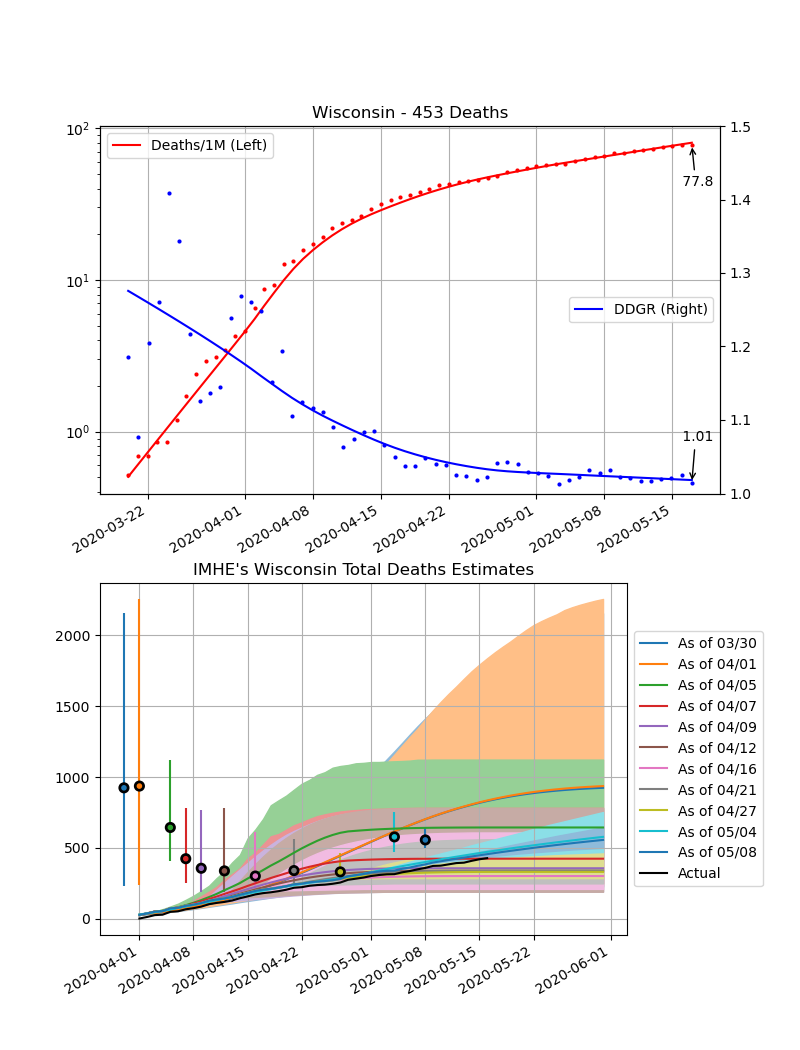 Wisconsin - 453 Deaths
10²
10¹
10⁰
Deaths/1M (Left)
77.8
DDGR (Right)
1.01
1.5
1.4
1.3
1.2
1.1
1.0
2020-03-22
2020-04-01
2020-04-08
2020-04-15
2020-04-22
2020-05-01
2020-05-08
2020-05-15
IMHE's Wisconsin Total Deaths Estimates
2000
1500
1000
500
0
2020-04-01
2020-04-08
2020-04-15
2020-04-22
2020-05-01
2020-05-08
2020-05-15
2020-05-22
2020-06-01
As of 03/30
As of 04/01
As of 04/05
As of 04/07
As of 04/09
As of 04/12
As of 04/16
As of 04/21
As of 04/27
As of 05/04
As of 05/08
Actual